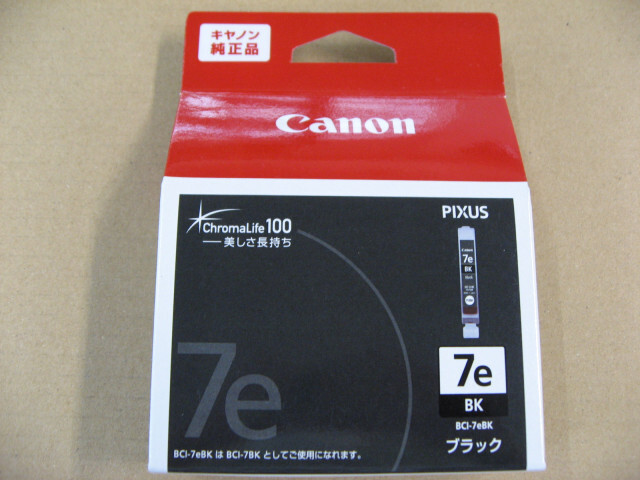 キヤノン
純正品
Canon
ChromaLife100
美しさ長持ち
PIXUS
Canon
7e
BK
7e
7e
BK
BCI-7eBK
ブラック
BCI-7eBK は BCI-7BK としてご使用になれます。